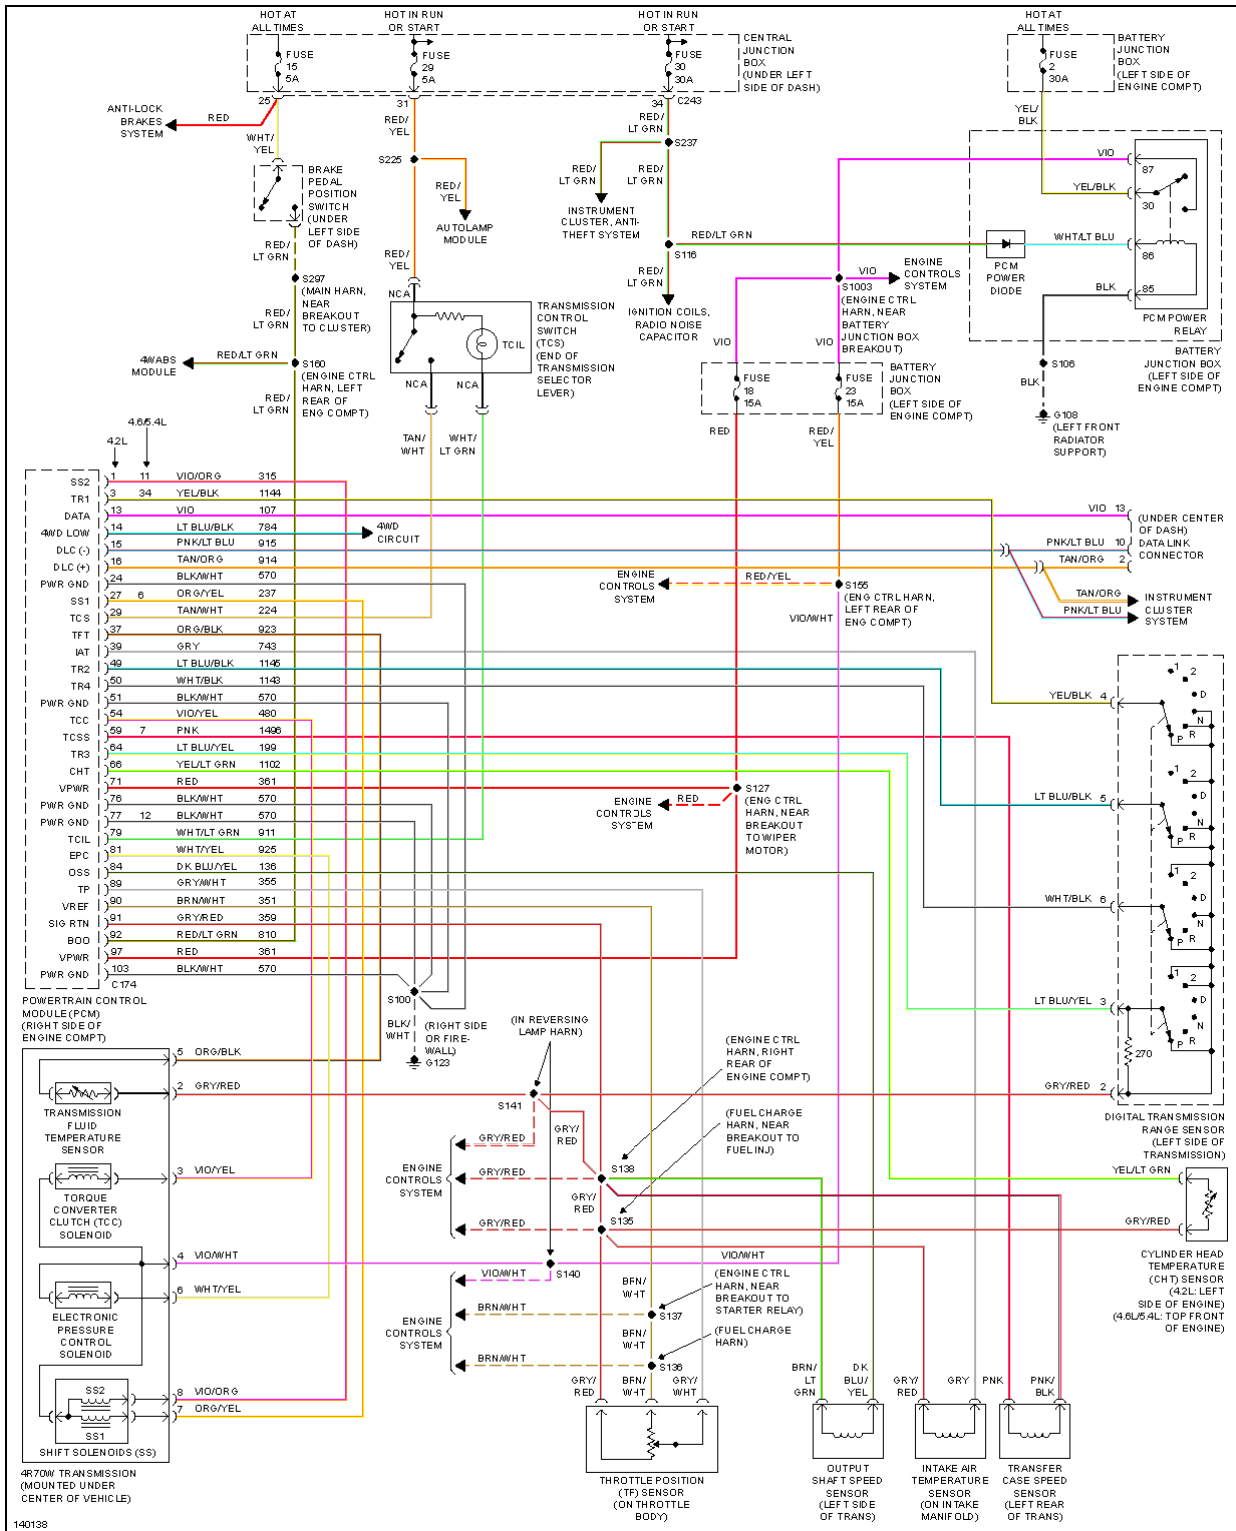 HOT AT
ALL TIMES
HOT IN RUN
OR START
HOT IN RUN
OR START
HOT AT
ALL TIMES
FUSE
15
5A
FUSE
29
5A
FUSE
30
30A
CENTRAL
JUNCTION
BOX
(UNDER LEFT
SIDE OF DASH)
FUSE
2
30A
BATTERY
JUNCTION
BOX
(LEFT SIDE OF
ENGINE COMPT)
25
31
34
C243
ANTI-LOCK
BRAKES
SYSTEM
RED
WHT/
YEL
RED/
YEL
RED/
LT GRN
YEL/
BLK
S225
S237
BRAKE
PEDAL
POSITION
SWITCH
(UNDER
LEFT SIDE
OF DASH)
RED/
YEL
AUTOLAMP
MODULE
RED/
LT GRN
RED/
LT GRN
INSTRUMENT
CLUSTER, ANTI-
THEFT SYSTEM
VIO
87
YEL/BLK
30
RED/LT GRN
S116
WHT/LT BLU
86
PCM
POWER
DIODE
BLK
85
PCM POWER
RELAY
BATTERY
JUNCTION BOX
(LEFT SIDE OF
ENGINE COMPT)
RED/
LT GRN
RED/
YEL
RED/
LT GRN
S297
(MAIN HARN,
NEAR
BREAKOUT
TO CLUSTER)
NCA
VIO
ENGINE
CONTROLS
SYSTEM
S1003
(ENGINE CTRL
HARN, NEAR
BATTERY
JUNCTION BOX
BREAKOUT)
IGNITION COILS,
RADIO NOISE
CAPACITOR
RED/
LT GRN
TCIL
TRANSMISSION
CONTROL
SWITCH
(TCS)
(END OF
TRANSMISSION
SELECTOR
LEVER)
VIO
VIO
4WABS
MODULE
RED/LT GRN
S160
(ENGINE CTRL
HARN, LEFT
REAR OF
ENG COMPT)
RED/
LT GRN
NCA
NCA
FUSE
18
15A
FUSE
23
15A
BATTERY
JUNCTION
BOX
(LEFT SIDE OF
ENGINE COMPT)
S106
BLK
G108
(LEFT FRONT
RADIATOR
SUPPORT)
4.6/5.4L
4.2L
TAN/
WHT
WHT/
LT GRN
RED
RED/
YEL
SS2 1 11 VIO/ORG 315
TR1 3 34 YEL/BLK 1144
DATA 13 VIO 107
4WD LOW 14 LT BLU/BLK 784
DLC (-) 15 PNK/LT BLU 915
DLC (+) 16 TAN/ORG 914
PWR GND 24 BLK/WHT 570
SS1 27 6 ORG/YEL 237
TCS 29 TAN/WHT 224
TFT 37 ORG/BLK 923
IAT 39 GRY 743
TR2 49 LT BLU/BLK 1145
TR4 50 WHT/BLK 1143
PWR GND 51 BLK/WHT 570
TCC 54 VIO/YEL 480
TCSS 59 7 PNK 1496
TR3 64 LT BLU/YEL 199
CHT 66 YEL/LT GRN 1102
VPWR 71 RED 361
PWR GND 76 BLK/WHT 570
PWR GND 77 12 BLK/WHT 570
TCIL 79 WHT/LT GRN 911
EPC 81 WHT/YEL 925
OSS 84 DK BLU/YEL 136
TP 89 GRY/WHT 355
VREF 90 BRN/WHT 351
SIG RTN 91 GRY/RED 359
BOO 92 RED/LT GRN 810
VPWR 97 RED 361
PWR GND 103 BLK/WHT 570
C174
POWERTRAIN CONTROL
MODULE (PCM)
(RIGHT SIDE OF
ENGINE COMPT)
4WD
CIRCUIT
VIO 13
PNK/LT BLU 10
TAN/ORG 2
(UNDER CENTER
OF DASH)
DATA LINK
CONNECTOR
TAN/ORG
PNK/LT BLU
INSTRUMENT
CLUSTER
SYSTEM
ENGINE
CONTROLS
SYSTEM
RED/YEL
S155
(ENG CTRL HARN,
LEFT REAR OF
ENG COMPT)
VIO/WHT
YEL/BLK 4
1
2
D
N
R
P
LT BLU/BLK 5
1
2
D
N
R
P
WHT/BLK 6
1
2
D
N
R
P
LT BLU/YEL 3
1
2
D
N
R
P
270
GRY/RED 2
DIGITAL TRANSMISSION
RANGE SENSOR
(LEFT SIDE OF
TRANSMISSION)
ENGINE
CONTROLS
SYSTEM
RED
S127
(ENG CTRL
HARN, NEAR
BREAKOUT
TO WIPER
MOTOR)
S100
BLK/
WHT
(RIGHT SIDE
OR FIRE-
WALL)
G123
(IN REVERSING
LAMP HARN)
(ENGINE CTRL
HARN, RIGHT
REAR OF
ENGINE COMPT)
(FUEL CHARGE
HARN, NEAR
BREAKOUT TO
FUEL INJ)
5 ORG/BLK
2 GRY/RED
TRANSMISSION
FLUID
TEMPERATURE
SENSOR
3 VIO/YEL
TORQUE
CONVERTER
CLUTCH (TCC)
SOLENOID
4 VIO/WHT
6 WHT/YEL
ELECTRONIC
PRESSURE
CONTROL
SOLENOID
8 VIO/ORG
7 ORG/YEL
SS2
SS1
SHIFT SOLENOIDS (SS)
4R70W TRANSMISSION
(MOUNTED UNDER
CENTER OF VEHICLE)
S141
GRY/RED
GRY/
RED
ENGINE
CONTROLS
SYSTEM
GRY/RED
S138
GRY/
RED
GRY/RED
S135
VIO/WHT
S140
VIO/WHT
ENGINE
CONTROLS
SYSTEM
BRN/WHT
BRN/
WHT
S137
(ENGINE CTRL
HARN, NEAR
BREAKOUT TO
STARTER RELAY)
BRN/
WHT
(FUEL CHARGE
HARN)
BRN/WHT
S136
YEL/LT GRN
1
GRY/RED
2
CYLINDER HEAD
TEMPERATURE
(CHT) SENSOR
(4.2L: LEFT
SIDE OF ENGINE)
(4.6L/5.4L: TOP FRONT
OF ENGINE)
GRY/
RED
BRN/
WHT
GRY/
WHT
BRN/
LT
GRN
DK
BLU/
YEL
GRY/
RED
GRY
PNK
PNK/
BLK
THROTTLE POSITION
(TF) SENSOR
(ON THROTTLE
BODY)
OUTPUT
SHAFT SPEED
SENSOR
(LEFT SIDE
OF TRANS)
INTAKE AIR
TEMPERATURE
SENSOR
(ON INTAKE
MANIFOLD)
TRANSFER
CASE SPEED
SENSOR
(LEFT REAR
OF TRANS)
140138